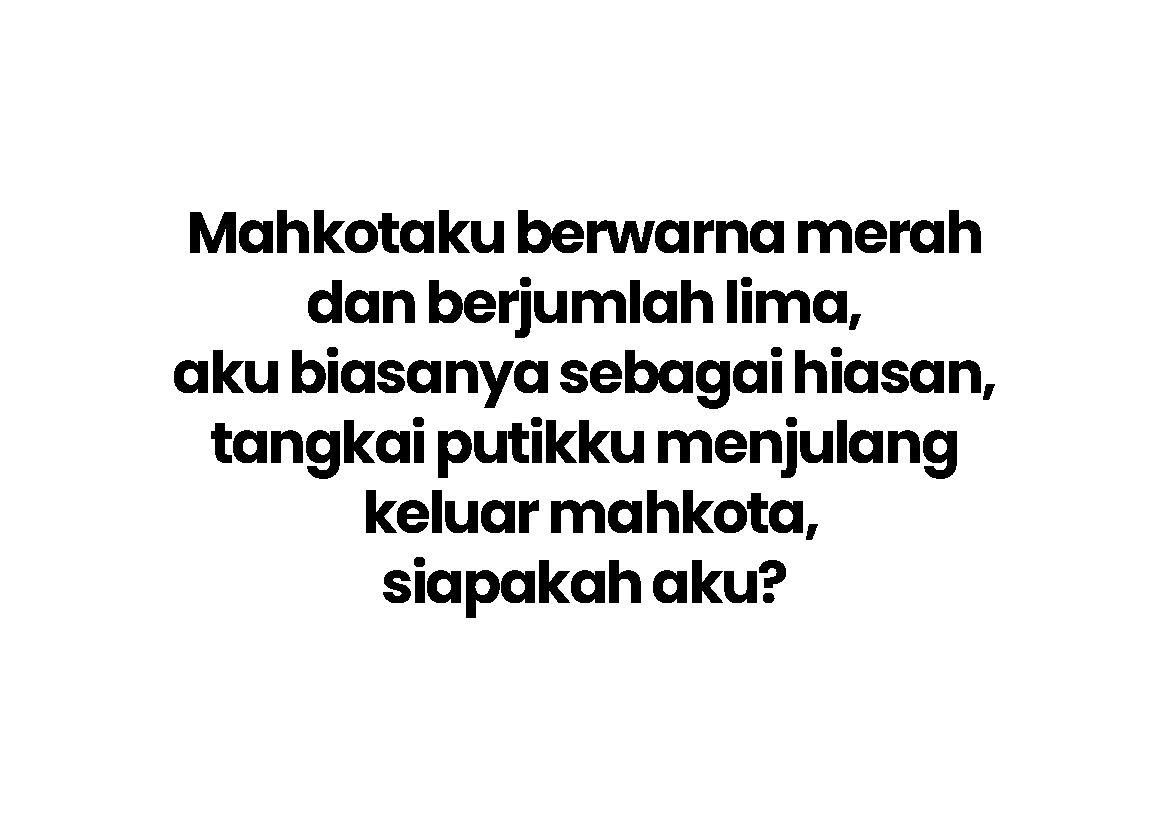 Mahkotaku berwarna merah
dan berjumlah lima,
aku biasanya sebagai hiasan,
tangkai putikku menjulang
keluar mahkota,
siapakah aku?